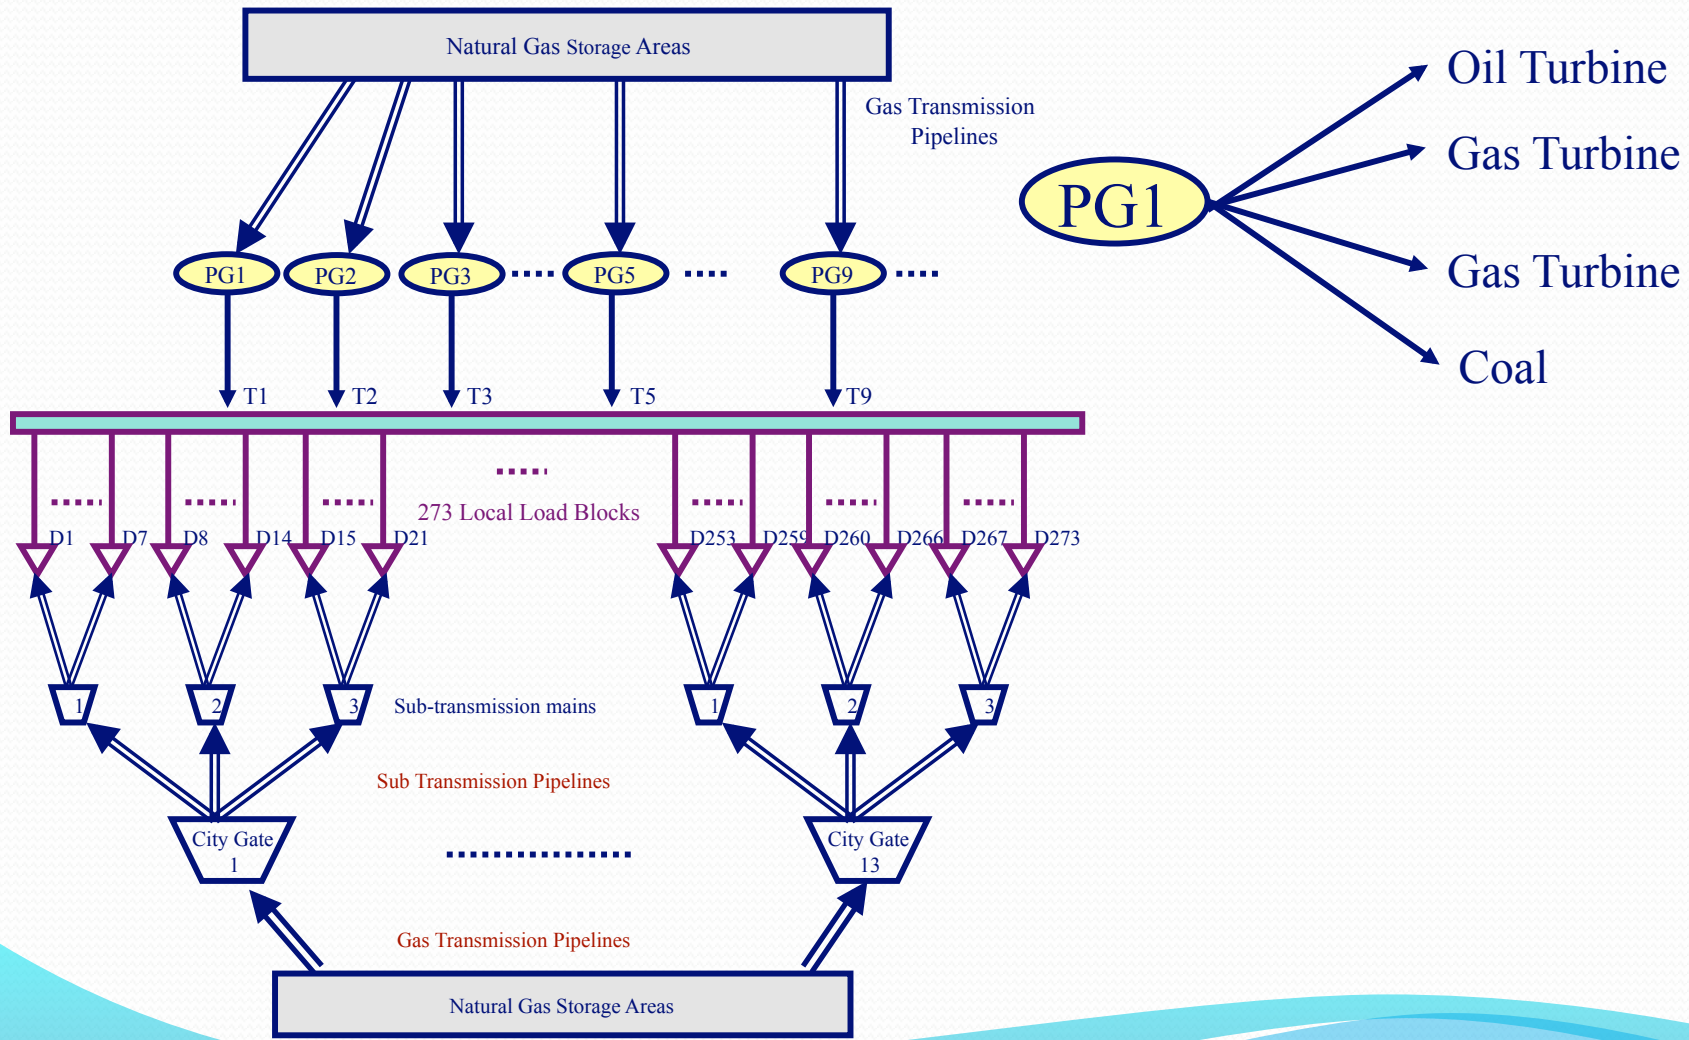 Natural Gas Storage Areas
Gas Transmission
Pipelines
PG1
PG2
PG3
PG5
PG9
T1
T2
T3
T5
T9
273 Local Load Blocks
D1
D7
D8
D14
D15
D21
D253
D259
D260
D266
D267
D273
1
2
3
Sub-transmission mains
1
2
3
Sub Transmission Pipelines
City Gate
1
City Gate
13
Gas Transmission Pipelines
Natural Gas Storage Areas
PG1
Oil Turbine
Gas Turbine
Gas Turbine
Coal